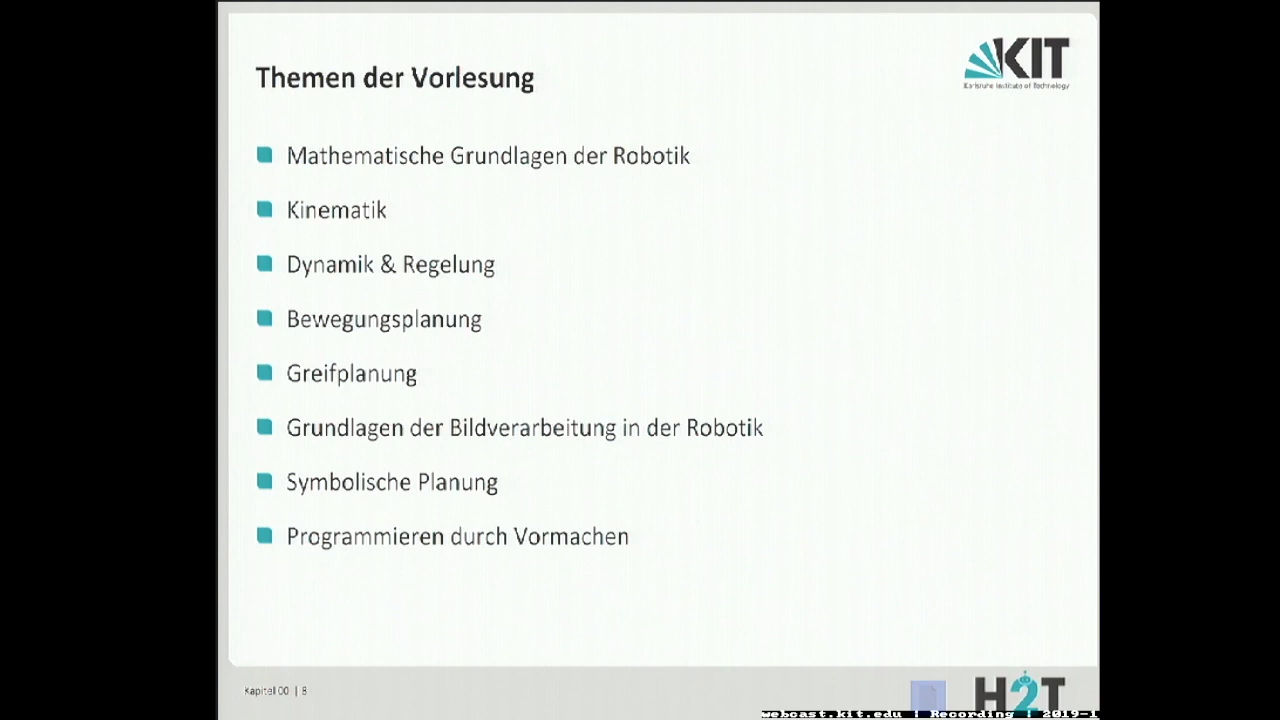 Themen der Vorlesung
KIT
Karlsruhe Institute of Technology
Mathematische Grundlagen der Robotik
Kinematik
Dynamik & Regelung
Bewegungsplanung
Greifplanung
Grundlagen der Bildverarbeitung in der Robotik
Symbolische Planung
Programmieren durch Vormachen
Kapitel 00 | 8
H2T
webcast.kit.edu | Recording | 2019-1